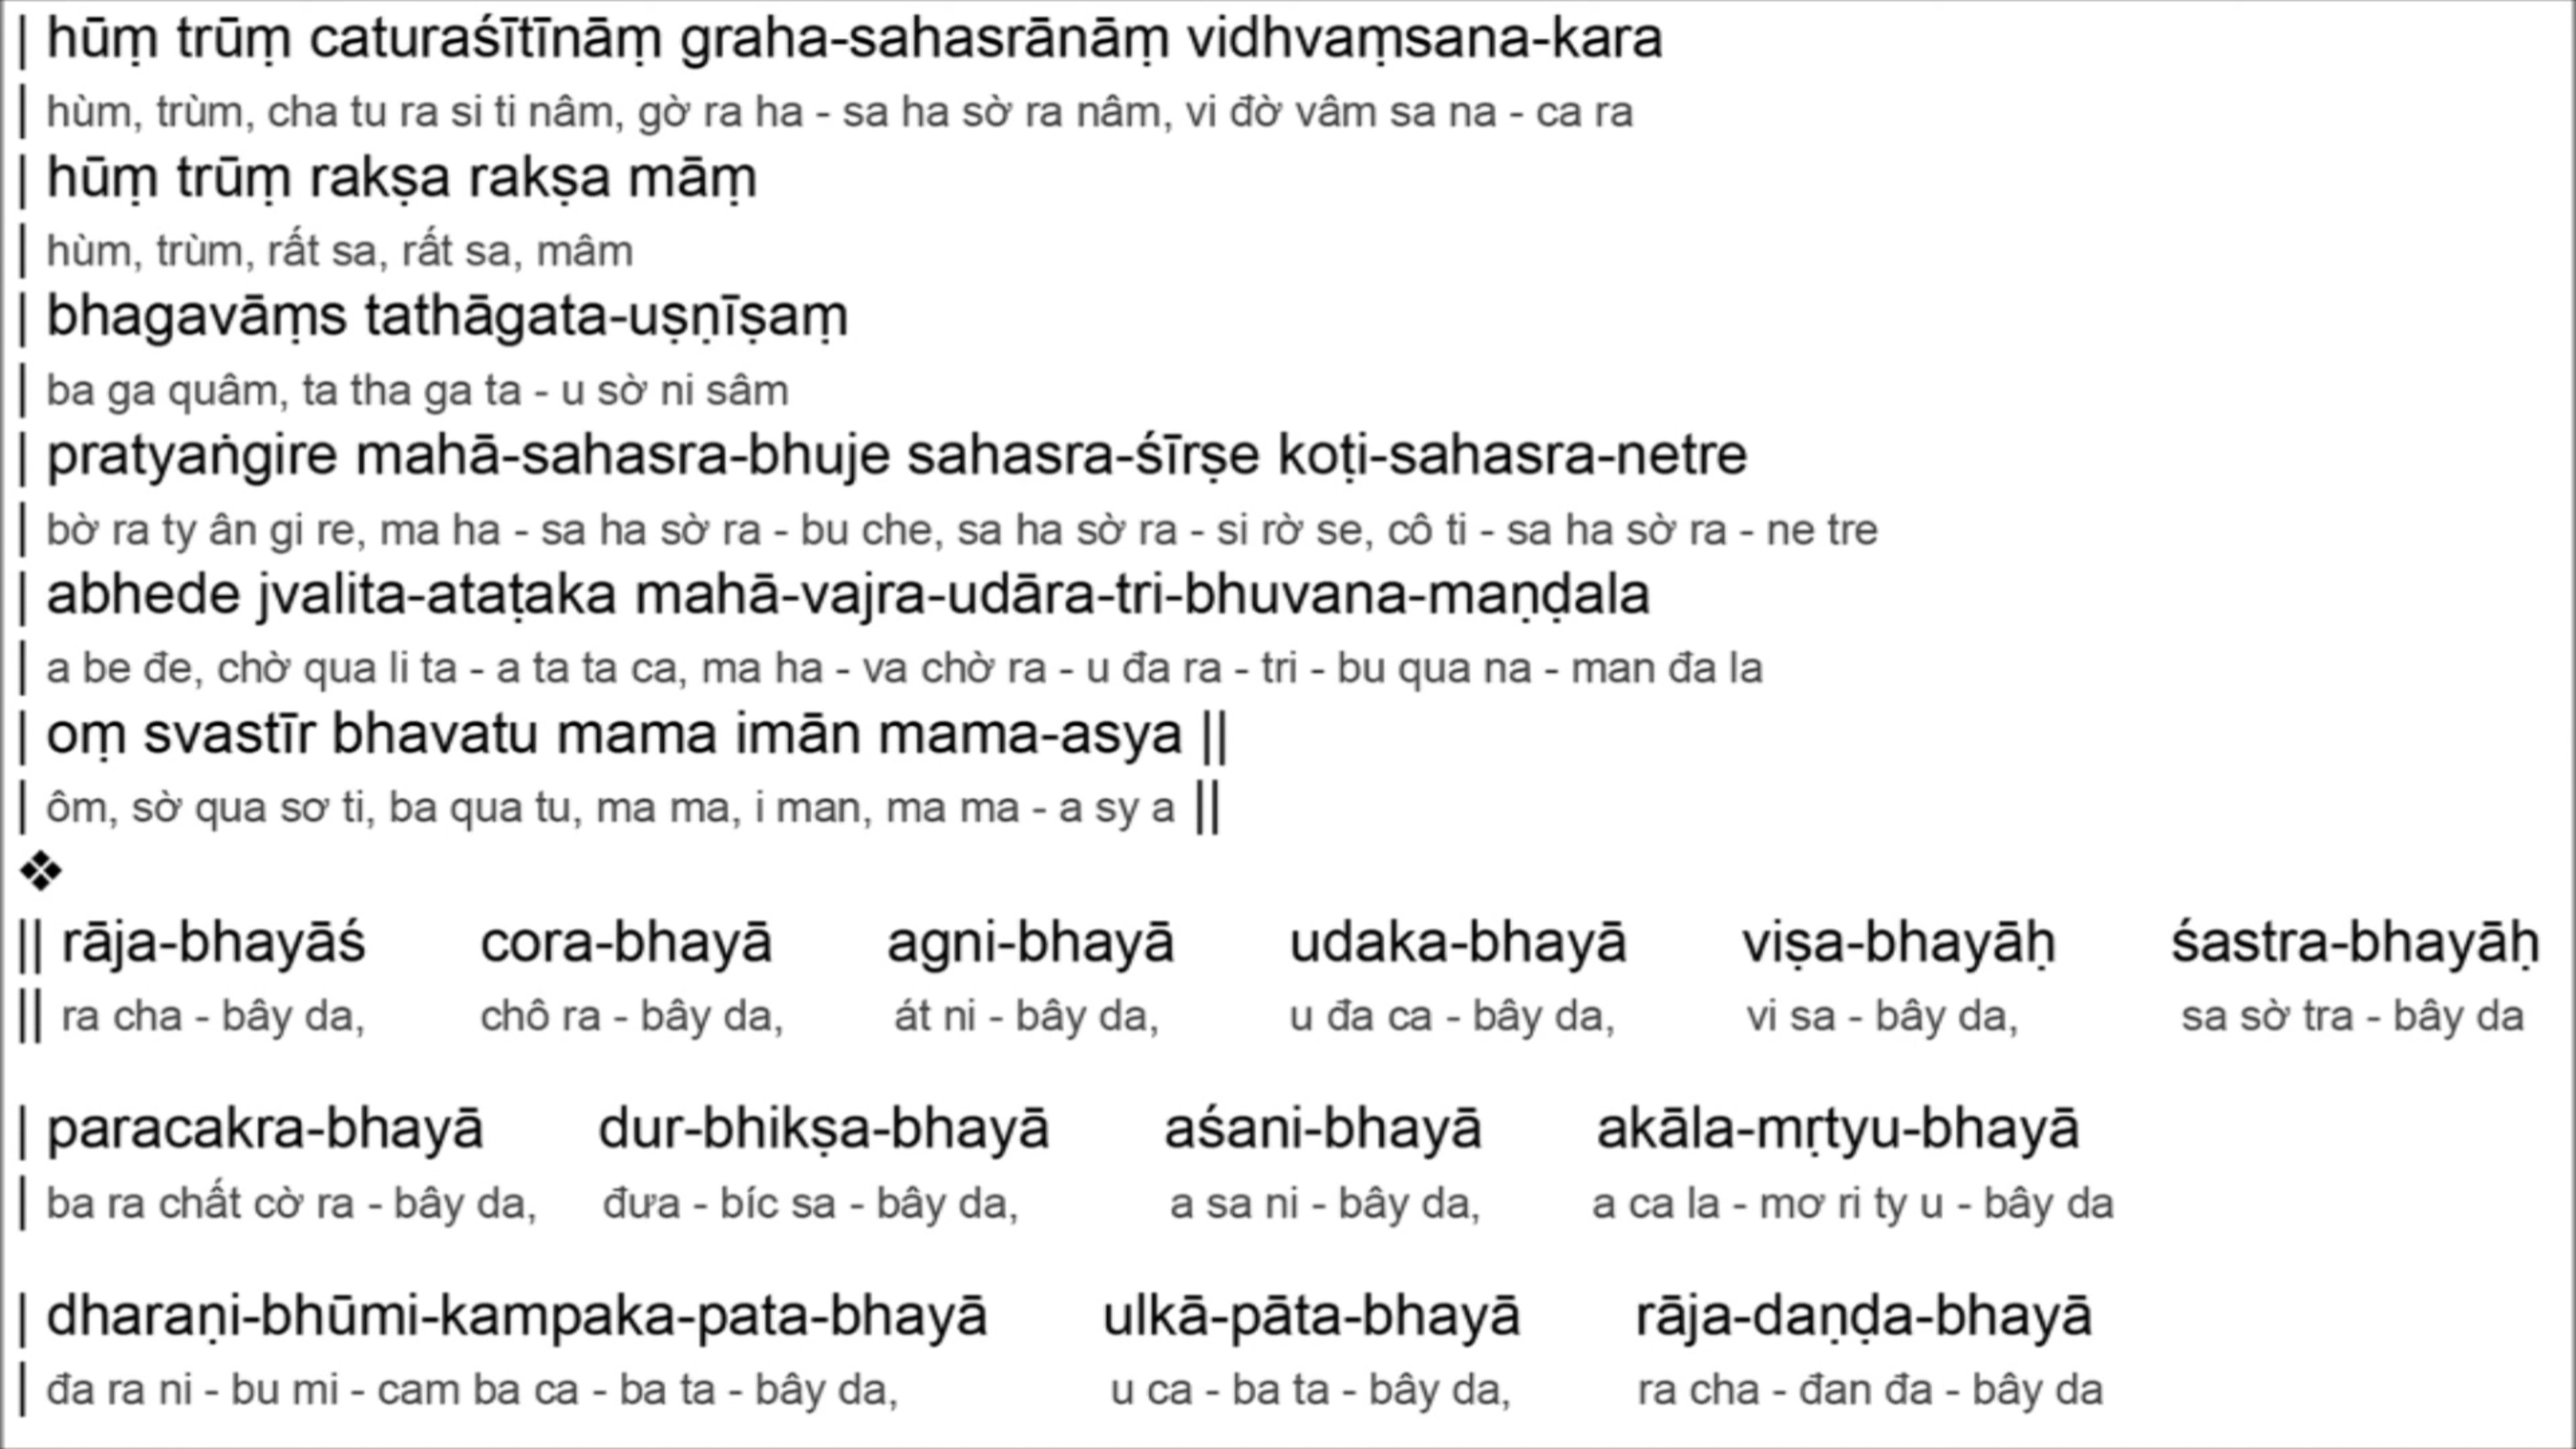 | hūṃ trūṃ caturaśītīnāṃ graha-sahasrānāṃ vidhvaṃsana-kara
| hùm, trùm, cha tu ra si ti nâm, gờ ra ha - sa ha sờ ra nâm, vi đờ vâm sa na - ca ra
| hūṃ trūṃ rakṣa rakṣa māṃ
| hùm, trùm, rất sa, rất sa, mâm
| bhagavāṃs tathāgata-uṣṇīṣaṃ
| ba ga quâm, ta tha ga ta - u sờ ni sâm
| pratyaṅgire mahā-sahasra-bhuje sahasra-śīrṣe koṭi-sahasra-netre
| bờ ra ty ân gi re, ma ha - sa ha sờ ra - bu che, sa ha sờ ra - si rờ se, cô ti - sa ha sờ ra - ne tre
| abhede jvalita-ataṭaka mahā-vajra-udāra-tri-bhuvana-maṇḍala
| a be đe, chờ qua li ta - a ta ta ca, ma ha - va chờ ra - u đa ra - tri - bu qua na - man đa la
| oṃ svastīr bhavatu mama imān mama-asya ||
| ôm, sờ qua sơ ti, ba qua tu, ma ma, i man, ma ma - a sy a ||
❖
|| rāja-bhayāś cora-bhayā agni-bhayā udaka-bhayā viṣa-bhayāḥ śastra-bhayāḥ
|| ra cha - bây da, chô ra - bây da, át ni - bây da, u đa ca - bây da, vi sa - bây da, sa sờ tra - bây da
| paracakra-bhayā dur-bhikṣa-bhayā aśani-bhayā akāla-mṛtyu-bhayā
| ba ra chất cờ ra - bây da, đưa - bíc sa - bây da, a sa ni - bây da, a ca la - mơ ri ty u - bây da
| dharaṇi-bhūmi-kampaka-pata-bhayā ulkā-pāta-bhayā rāja-daṇḍa-bhayā
| đa ra ni - bu mi - cam ba ca - ba ta - bây da, u ca - ba ta - bây da, ra cha - đan đa - bây da